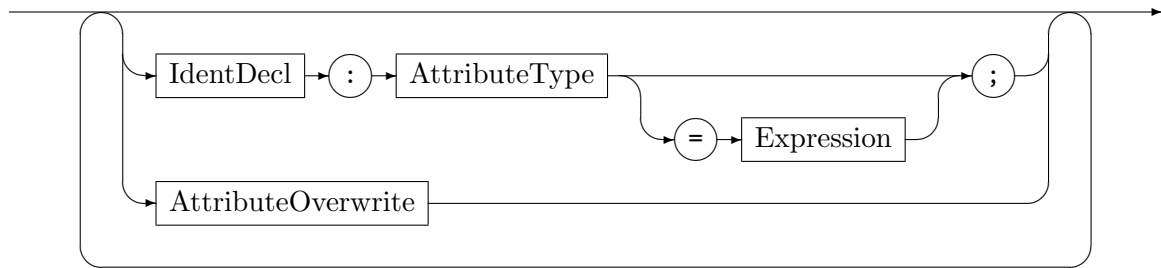 IdentDecl : AttributeType ;
= Expression
AttributeOverwrite